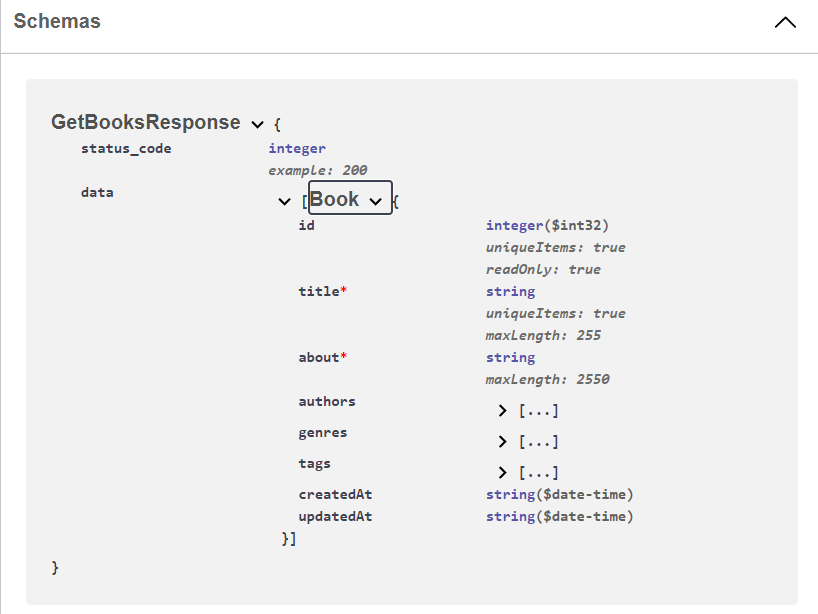 Schemas
GetBooksResponse {
status_code integer
example: 200
data
[Book {
id integer($int32)
uniqueItems: true
readOnly: true
title* string
uniqueItems: true
maxLength: 255
about* string
maxLength: 2550
authors [...]
genres [...]
tags [...]
createdAt string($date-time)
updatedAt string($date-time)
}]
}